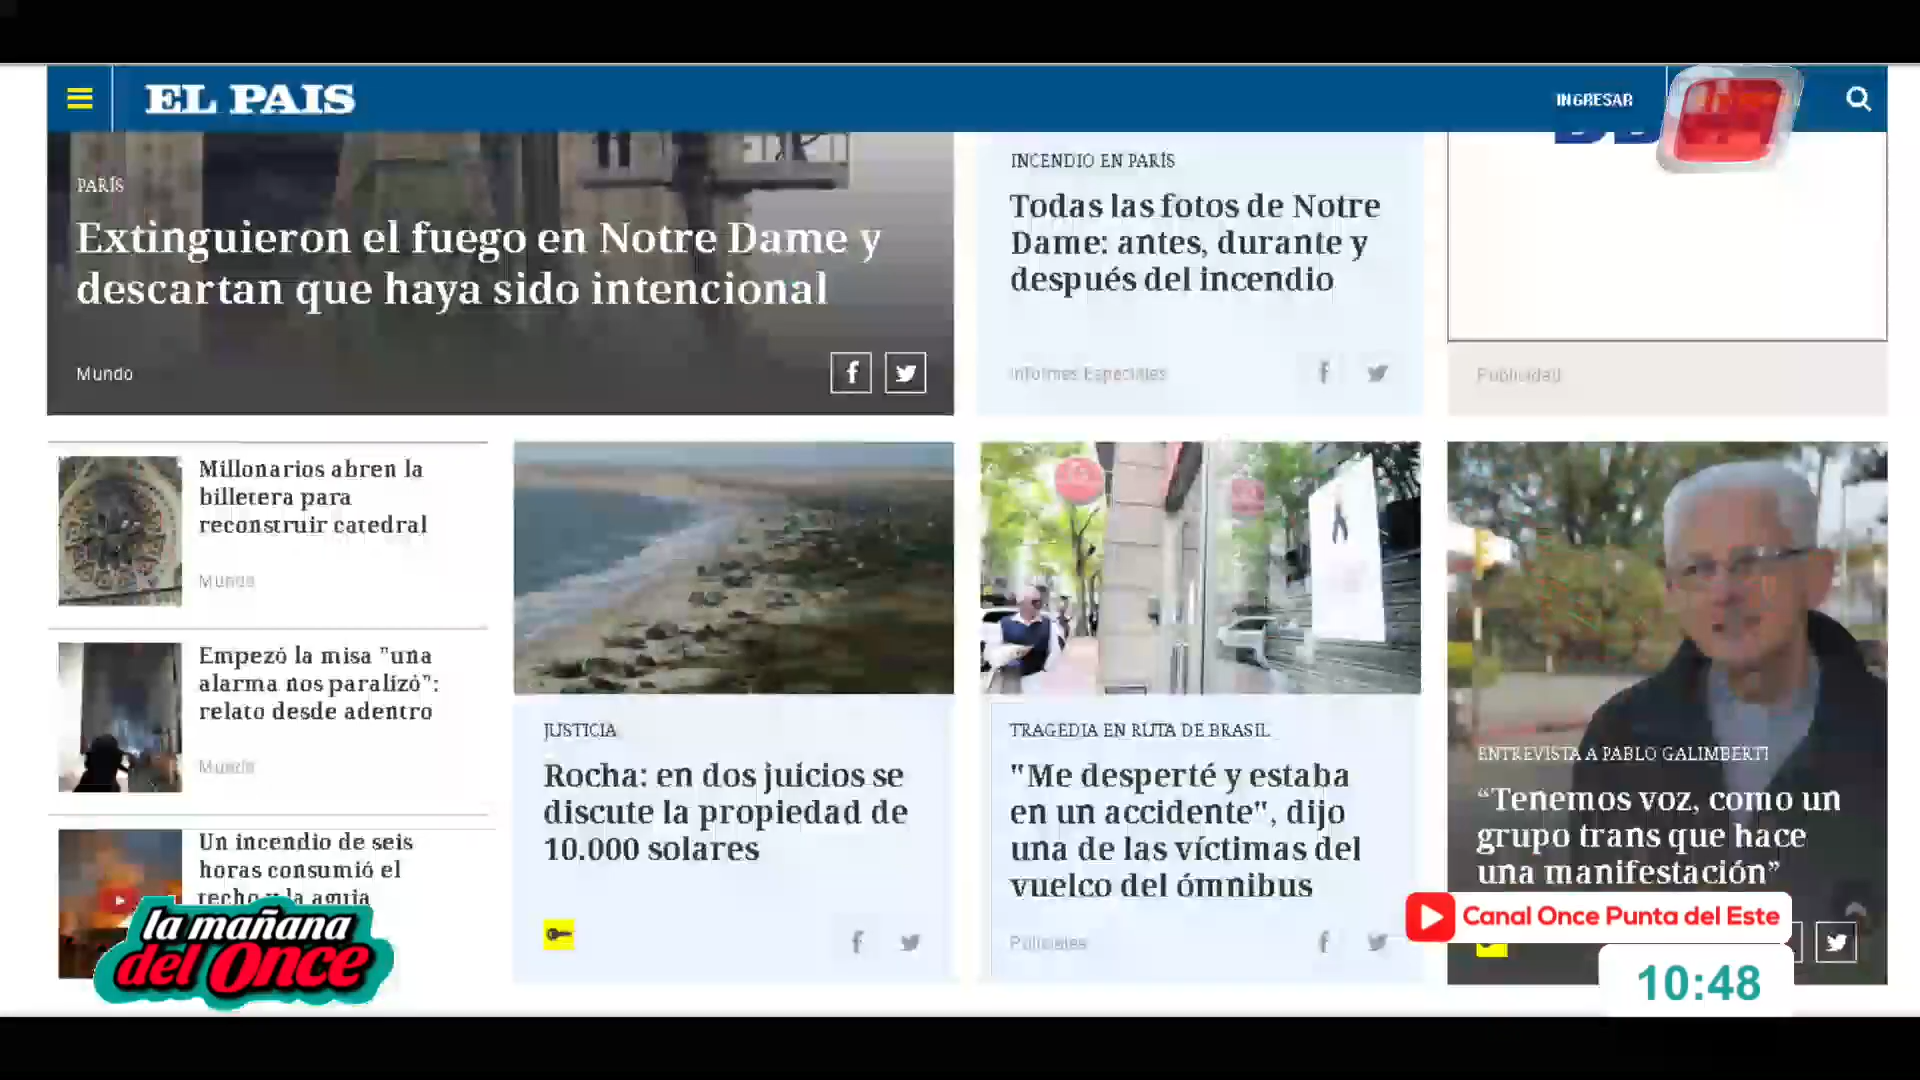 EL PAIS
INGRESAR
PARÍS
Extinguieron el fuego en Notre Dame y
descartan que haya sido intencional
Mundo
INCENDIO EN PARÍS
Todas las fotos de Notre
Dame: antes, durante y
después del incendio
Informes Especiales
Publicidad
Millonarios abren la
billetera para
reconstruir catedral
Mundo
Empezó la misa "una
alarma nos paralizó":
relato desde adentro
Mundo
Un incendio de seis
horas consumió el
techo y la aguja
JUSTICIA
Rocha: en dos juicios se
discute la propiedad de
10.000 solares
TRAGEDIA EN RUTA DE BRASIL
"Me desperté y estaba
en un accidente", dijo
una de las víctimas del
vuelco del ómnibus
Policiales
ENTREVISTA A PABLO GALIMBERTI
“Tenemos voz, como un
grupo trans que hace
una manifestación”
la mañana
del Once
Canal Once Punta del Este
10:48